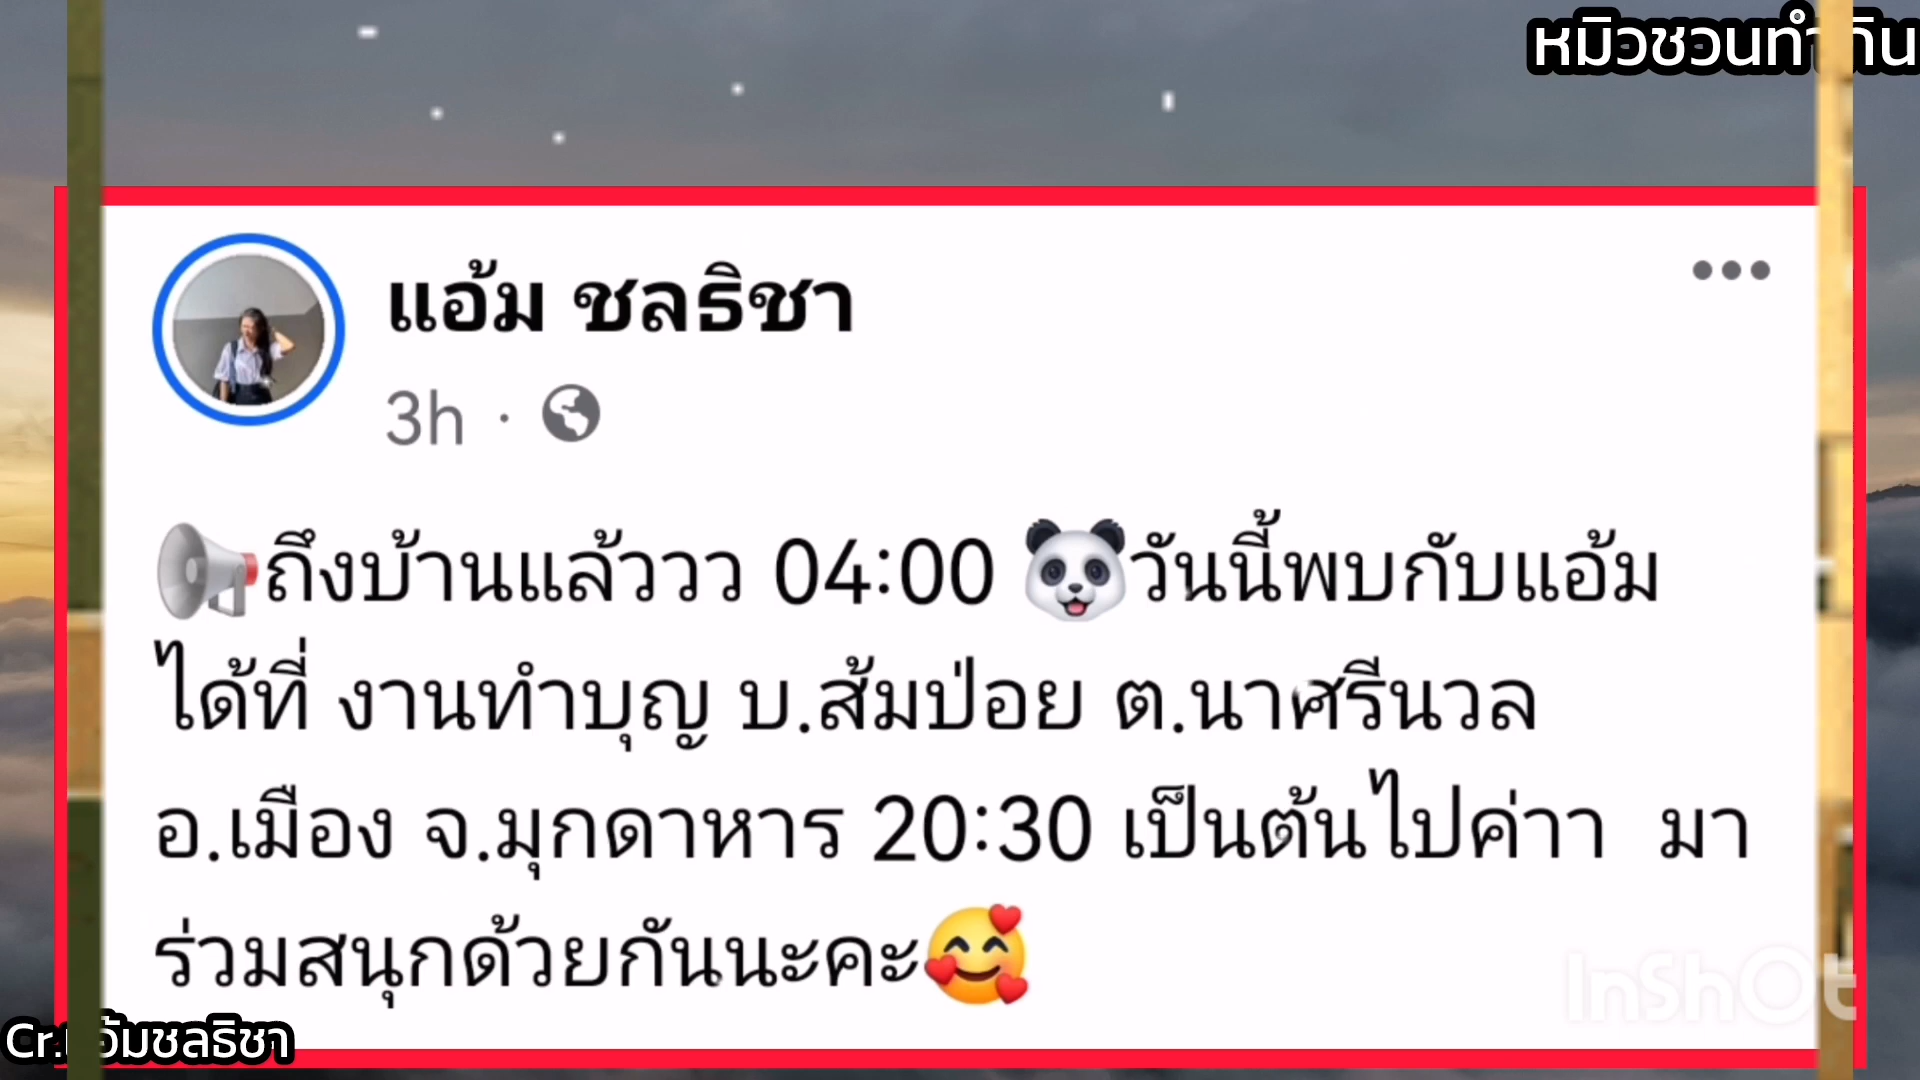 หมิวชวนทำกิน
แอ้ม ชลธิชา
3h ·
📢ถึงบ้านแล้ววว 04:00 🐼วันนี้พบกับแอ้ม
ได้ที่ งานทำบุญ บ.ส้มป่อย ต.นาศรีนวล
อ.เมือง จ.มุกดาหาร 20:30 เป็นต้นไปค่าา มา
ร่วมสนุกด้วยกันนะคะ🥰
InShOt
Cr.แอ้มชลธิชา